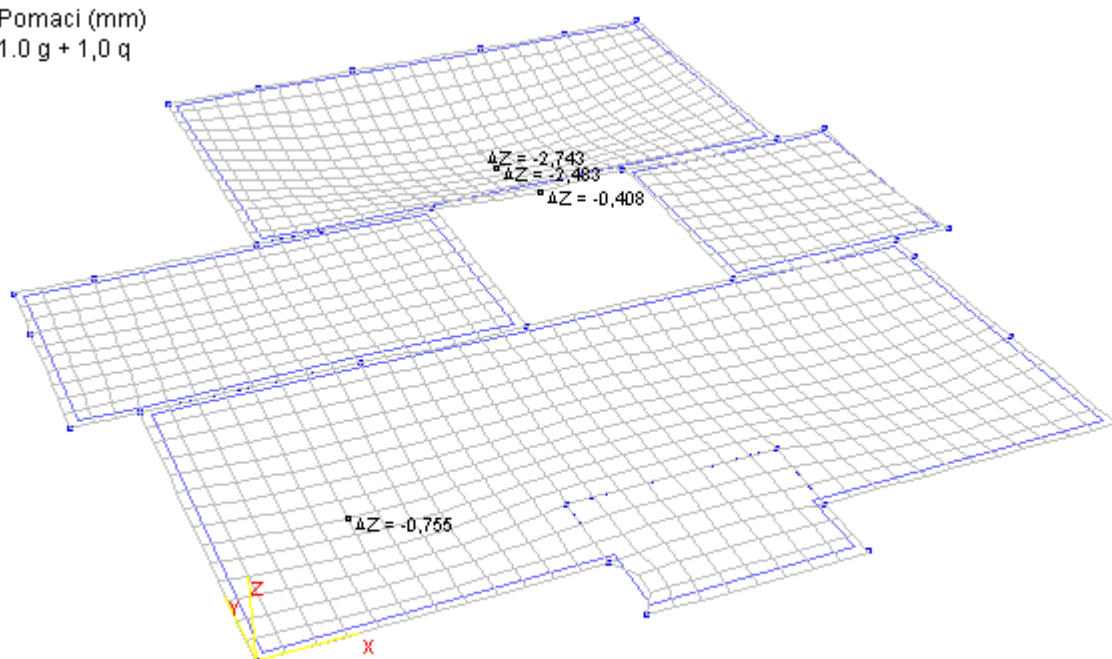 Pomaci (mm)
1.0 g + 1,0 q
ΔZ = -2,743
ΔZ = -2,483
ΔZ = -0,408
ΔZ = -0,755
Z
Y
X